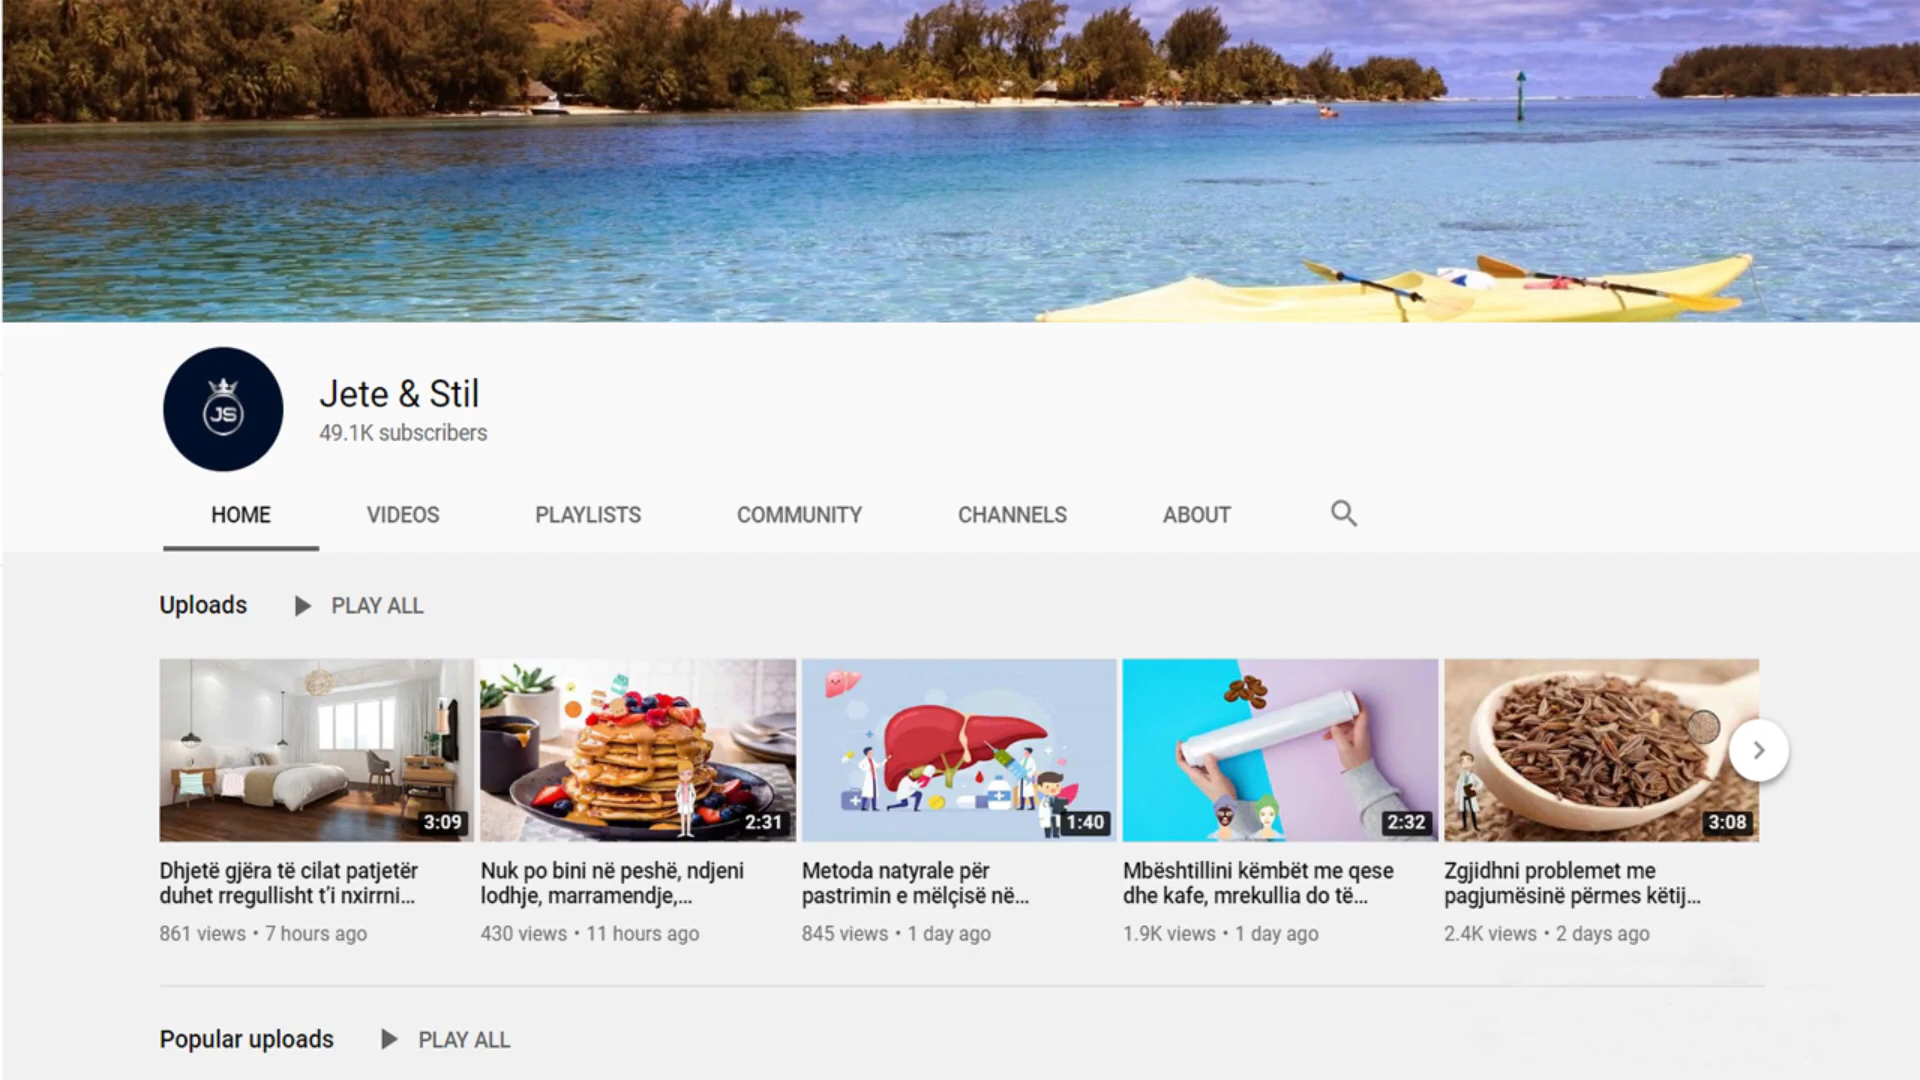 JS
Jete & Stil
49.1K subscribers
HOME VIDEOS PLAYLISTS COMMUNITY CHANNELS ABOUT
Uploads PLAY ALL
3:09 2:31 1:40 2:32 3:08
Dhjetë gjëra të cilat patjetër
duhet rregullisht t'i nxirrni...
861 views • 7 hours ago
Nuk po bini në peshë, ndjeni
lodhje, marramendje,...
430 views • 11 hours ago
Metoda natyrale për
pastrimin e mëlçisë në...
845 views • 1 day ago
Mbështillini këmbët me qese
dhe kafe, mrekullia do të...
1.9K views • 1 day ago
Zgjidhni problemet me
pagjumësinë përmes këtij...
2.4K views • 2 days ago
Popular uploads PLAY ALL